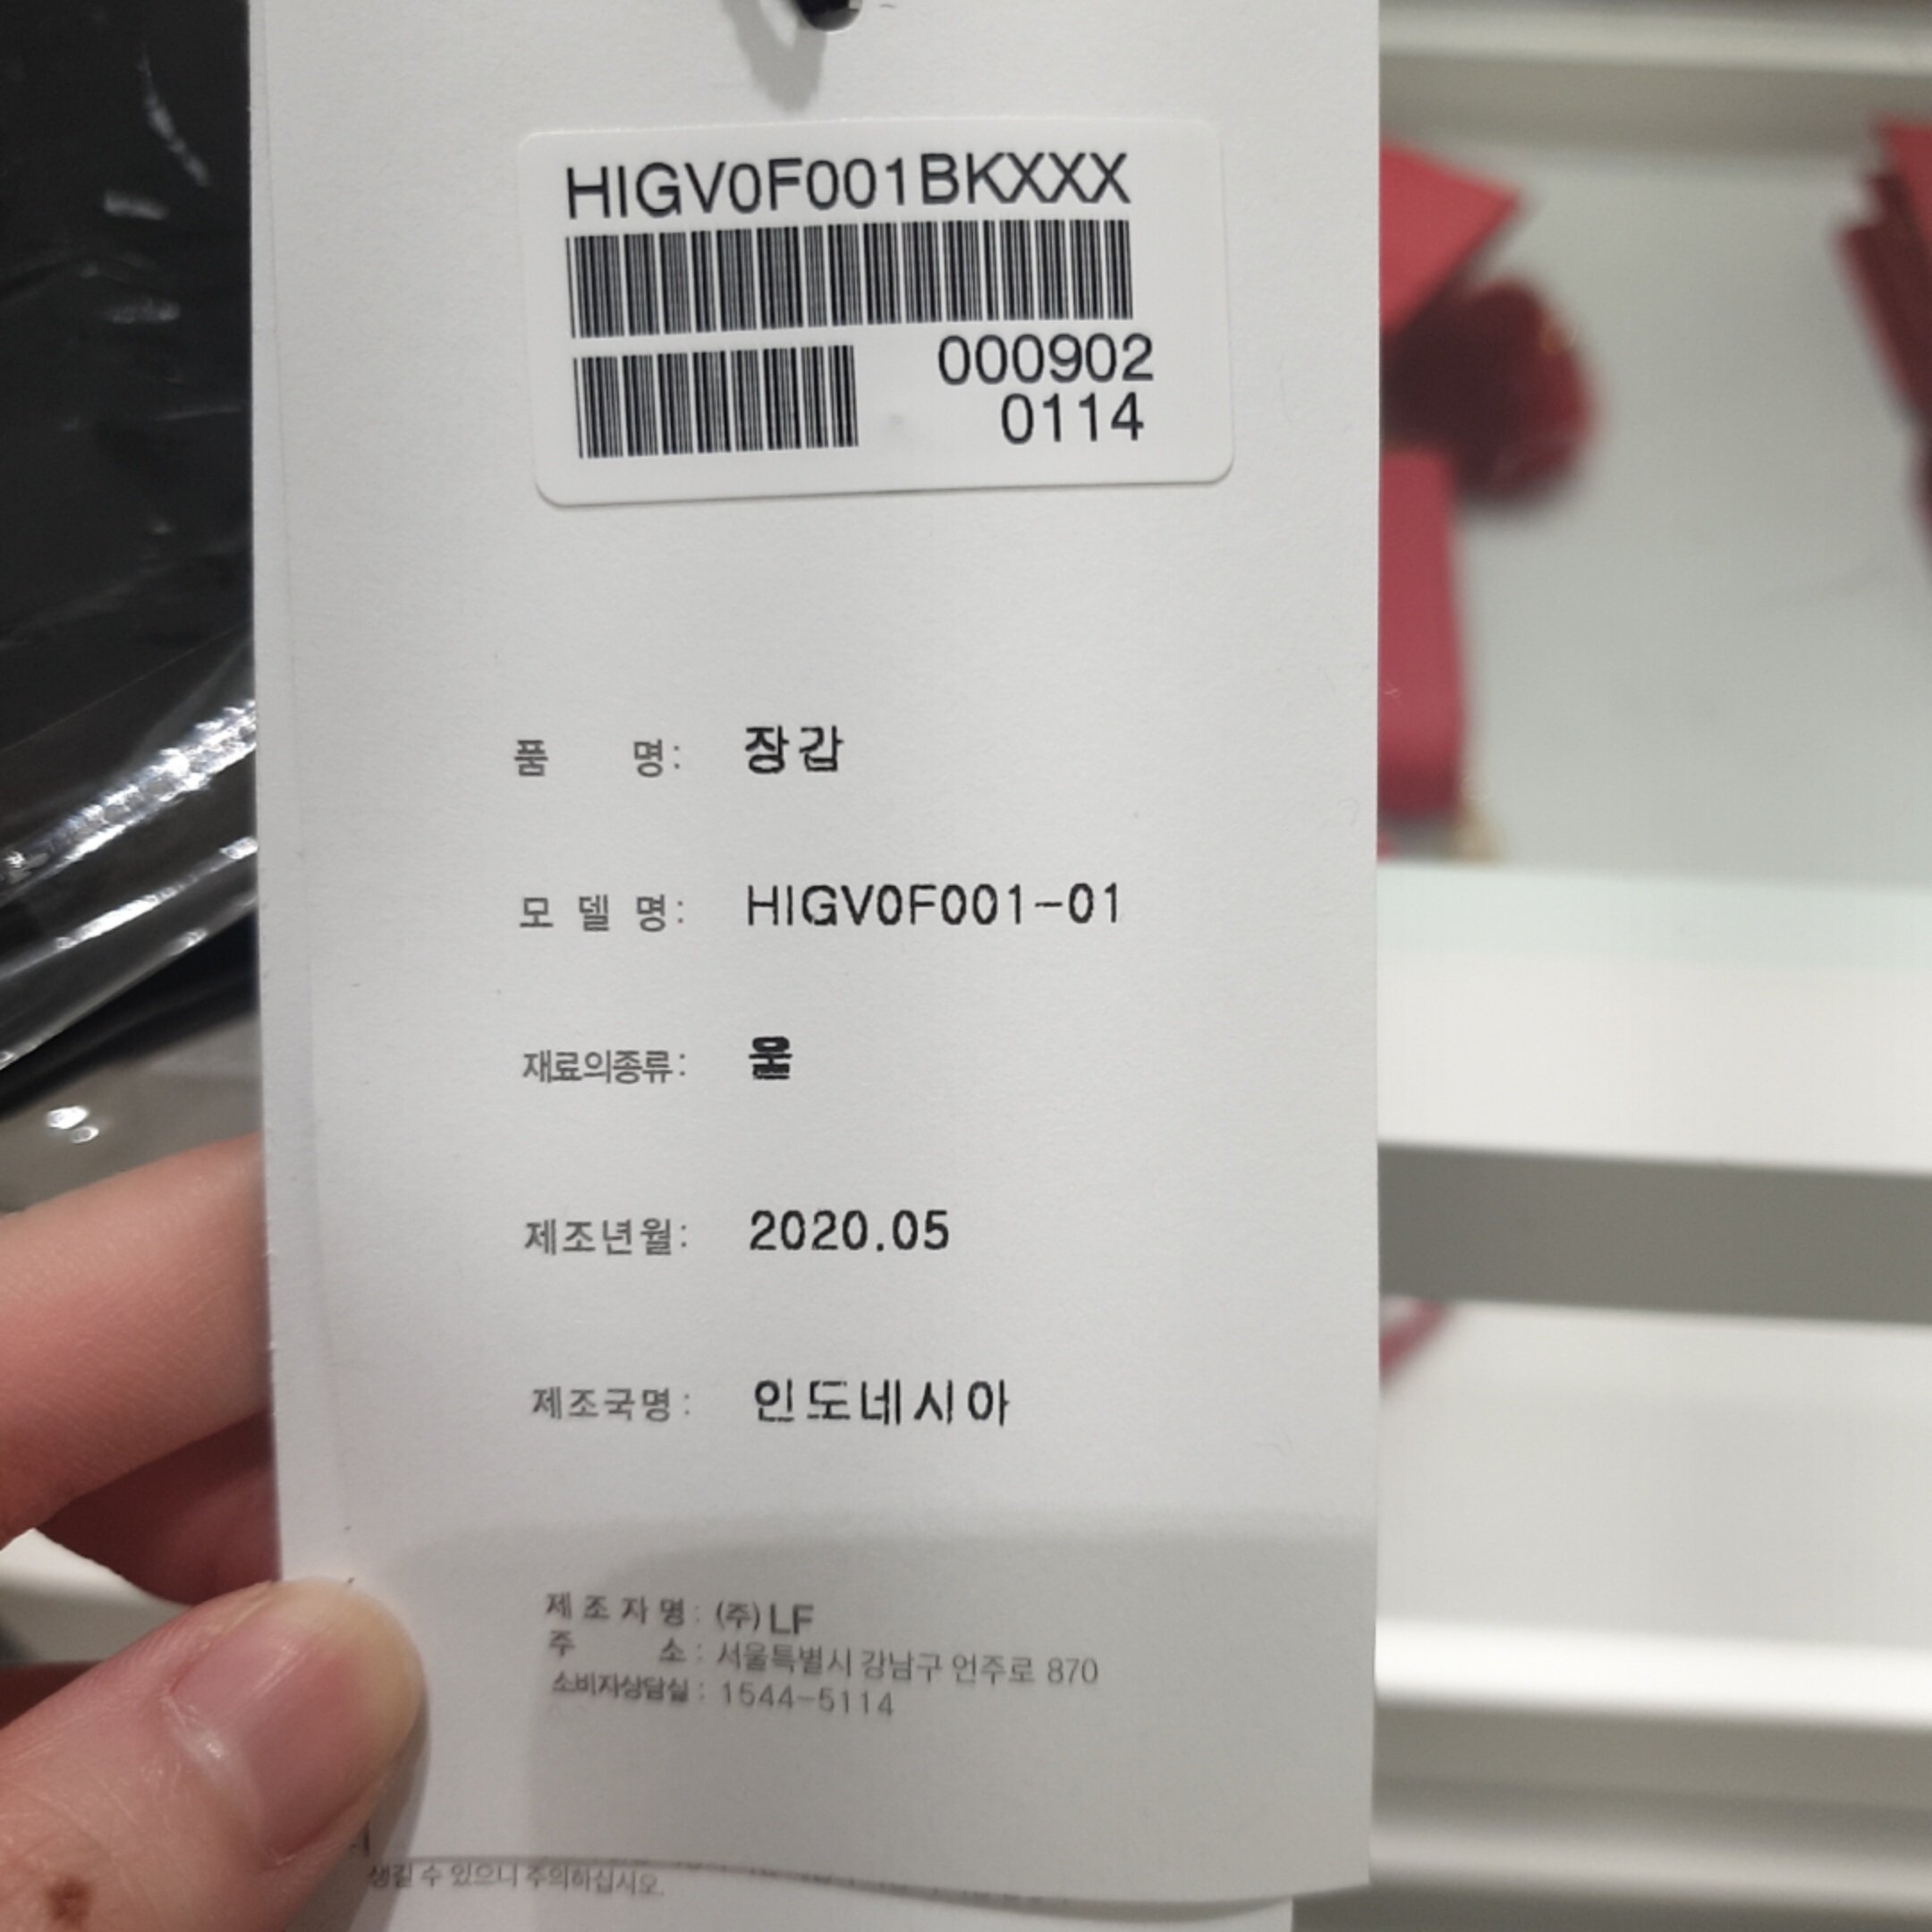 HIGV0F001BKXXX
000902
0114
품 명: 장갑
모 델 명: HIGV0F001-01
재료의종류: 울
제조년월: 2020.05
제조국명: 인도네시아
제 조 자 명 : (주)LF
주 소 : 서울특별시 강남구 언주로 870
소비자상담실 : 1544-5114
생길 수 있으니 주의하십시오.